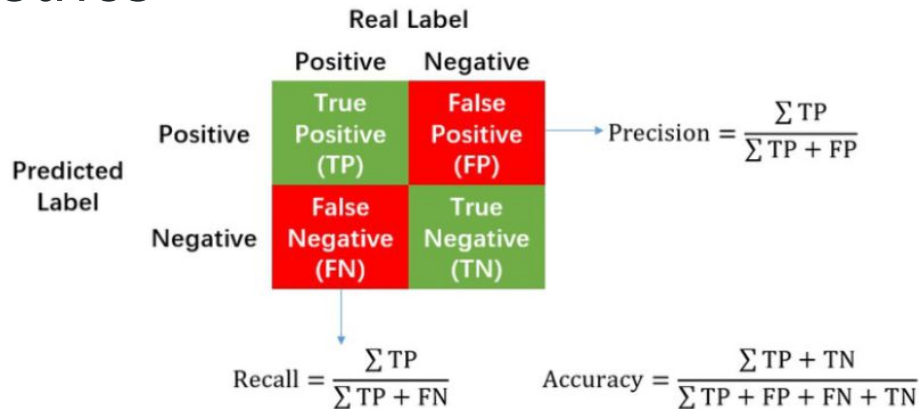 Real Label
Positive Negative
True Positive (TP)
False Positive (FP)
Positive
Precision = ∑ TP / ∑ TP + FP
Predicted Label
False Negative (FN)
True Negative (TN)
Negative
Recall = ∑ TP / ∑ TP + FN
Accuracy = ∑ TP + TN / ∑ TP + FP + FN + TN